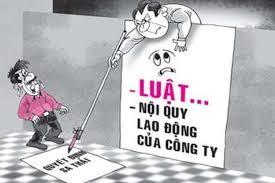 - LUẬT...
- NỘI QUY
LAO ĐỘNG
CỦA CÔNG TY
QUYẾT ĐỊNH
SA THẢI